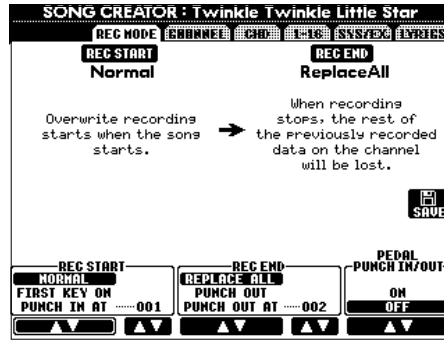 SONG CREATOR : Twinkle Twinkle Little Star
REC MODE CHANNEL CHD 1-16 SYS/EX. LYRICS
REC START
Normal
REC END
ReplaceAll
Overwrite recording
starts when the song
starts.
When recording
stops, the rest of
the previously recorded
data on the channel
will be lost.
SAVE
REC START
NORMAL
FIRST KEY ON
PUNCH IN AT ······001
REC END
REPLACE ALL
PUNCH OUT
PUNCH OUT AT ·····002
PEDAL
PUNCH IN/OUT
ON
OFF